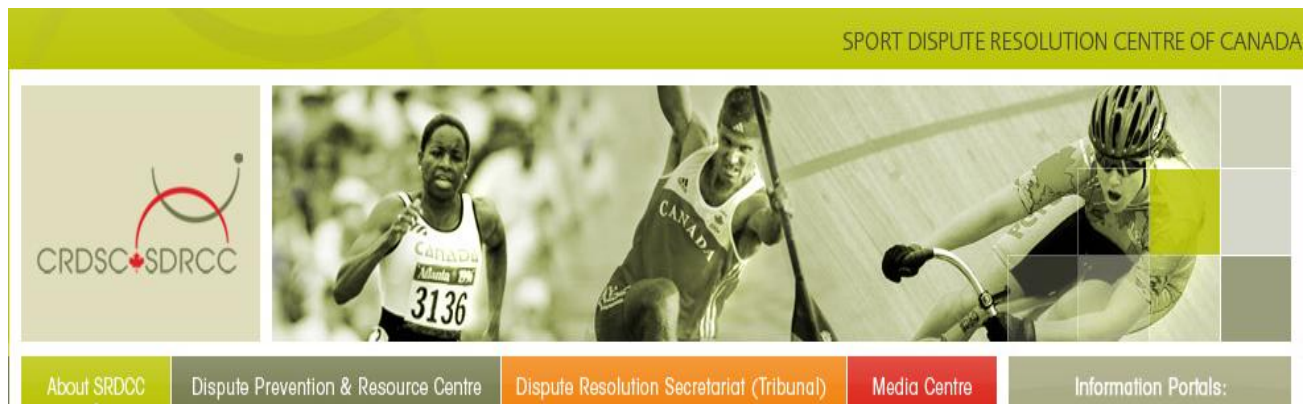 SPORT DISPUTE RESOLUTION CENTRE OF CANADA
CRDSC SDRCC
CANADA
Atlanta 1996
3136
CANADA
About SRDCC
Dispute Prevention & Resource Centre
Dispute Resolution Secretariat (Tribunal)
Media Centre
Information Portals: